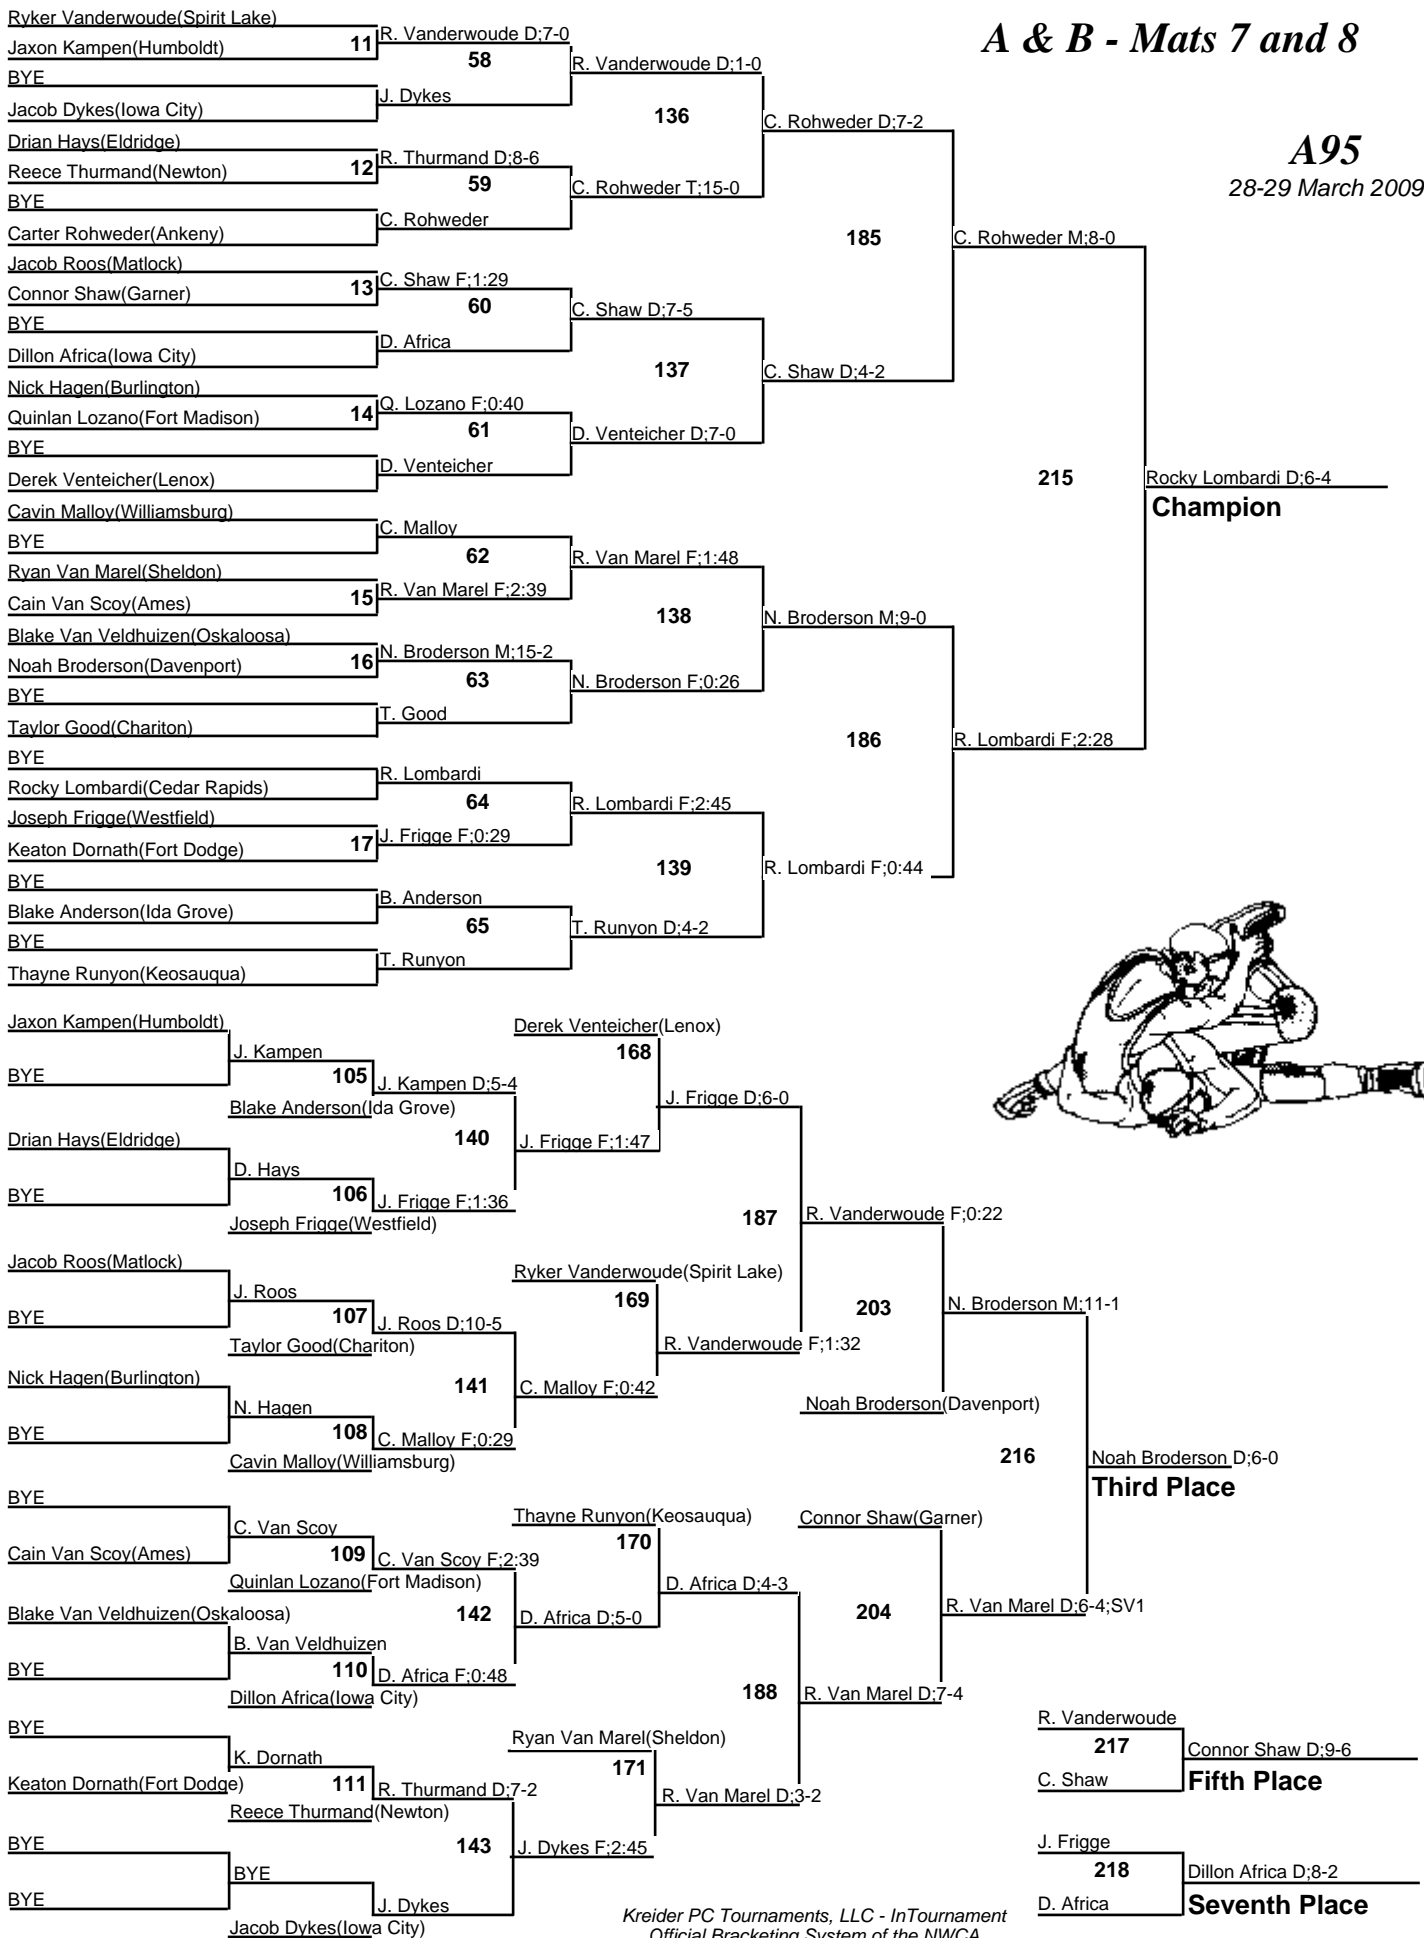 A & B - Mats 7 and 8
A95
28-29 March 2009
Ryker Vanderwoude(Spirit Lake)
Jaxon Kampen(Humboldt)
BYE
Jacob Dykes(Iowa City)
Drian Hays(Eldridge)
Reece Thurmand(Newton)
BYE
Carter Rohweder(Ankeny)
Jacob Roos(Matlock)
Connor Shaw(Garner)
BYE
Dillon Africa(Iowa City)
Nick Hagen(Burlington)
Quinlan Lozano(Fort Madison)
BYE
Derek Venteicher(Lenox)
Cavin Malloy(Williamsburg)
BYE
Ryan Van Marel(Sheldon)
Cain Van Scoy(Ames)
Blake Van Veldhuizen(Oskaloosa)
Noah Broderson(Davenport)
BYE
Taylor Good(Chariton)
BYE
Rocky Lombardi(Cedar Rapids)
Joseph Frigge(Westfield)
Keaton Dornath(Fort Dodge)
BYE
Blake Anderson(Ida Grove)
BYE
Thayne Runyon(Keosauqua)
11
12
13
14
15
16
17
R. Vanderwoude D;7-0
58
J. Dykes
R. Thurmand D;8-6
59
C. Rohweder
C. Shaw F;1:29
60
D. Africa
Q. Lozano F;0:40
61
D. Venteicher
C. Malloy
62
R. Van Marel F;2:39
N. Broderson M;15-2
63
T. Good
R. Lombardi
64
J. Frigge F;0:29
B. Anderson
65
T. Runyon
R. Vanderwoude D;1-0
136
C. Rohweder T;15-0
C. Shaw D;7-5
137
D. Venteicher D;7-0
R. Van Marel F;1:48
138
N. Broderson F;0:26
R. Lombardi F;2:45
139
T. Runyon D;4-2
C. Rohweder D;7-2
185
C. Shaw D;4-2
N. Broderson M;9-0
186
R. Lombardi F;0:44
C. Rohweder M;8-0
215
R. Lombardi F;2:28
Rocky Lombardi D;6-4
Champion
Jaxon Kampen(Humboldt)
BYE
Drian Hays(Eldridge)
BYE
Jacob Roos(Matlock)
BYE
Nick Hagen(Burlington)
BYE
BYE
Cain Van Scoy(Ames)
Blake Van Veldhuizen(Oskaloosa)
BYE
BYE
Keaton Dornath(Fort Dodge)
BYE
BYE
J. Kampen
105
Blake Anderson(Ida Grove)
D. Hays
106
Joseph Frigge(Westfield)
J. Roos
107
Taylor Good(Chariton)
N. Hagen
108
Cavin Malloy(Williamsburg)
C. Van Scoy
109
Quinlan Lozano(Fort Madison)
B. Van Veldhuizen
110
Dillon Africa(Iowa City)
K. Dornath
111
Reece Thurmand(Newton)
BYE
Jacob Dykes(Iowa City)
J. Kampen D;5-4
140
J. Frigge F;1:36
J. Roos D;10-5
141
C. Malloy F;0:29
C. Van Scoy F;2:39
142
D. Africa F;0:48
R. Thurmand D;7-2
143
J. Dykes
Derek Venteicher(Lenox)
168
J. Frigge F;1:47
Ryker Vanderwoude(Spirit Lake)
169
C. Malloy F;0:42
Thayne Runyon(Keosauqua)
170
D. Africa D;5-0
Ryan Van Marel(Sheldon)
171
J. Dykes F;2:45
J. Frigge D;6-0
187
R. Vanderwoude F;1:32
D. Africa D;4-3
188
R. Van Marel D;3-2
R. Vanderwoude F;0:22
203
Noah Broderson(Davenport)
Connor Shaw(Garner)
204
R. Van Marel D;7-4
N. Broderson M;11-1
216
R. Van Marel D;6-4;SV1
Noah Broderson D;6-0
Third Place
R. Vanderwoude
217
C. Shaw
Connor Shaw D;9-6
Fifth Place
J. Frigge
218
D. Africa
Dillon Africa D;8-2
Seventh Place
Kreider PC Tournaments, LLC - InTournament
Official Bracketing System of the NWCA